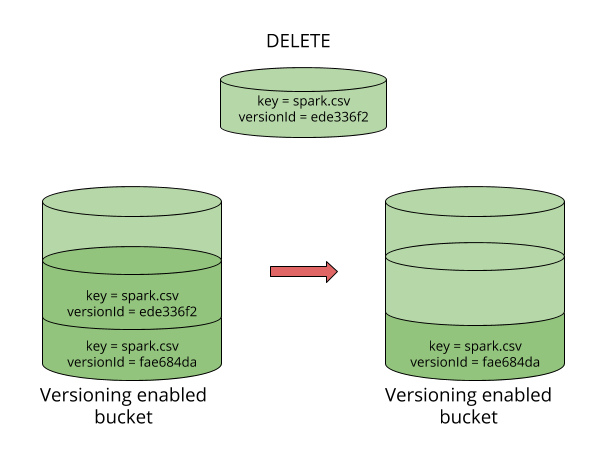 DELETE
key = spark.csv
versionId = ede336f2
key = spark.csv
versionId = ede336f2
key = spark.csv
versionId = fae684da
Versioning enabled
bucket
key = spark.csv
versionId = fae684da
Versioning enabled
bucket